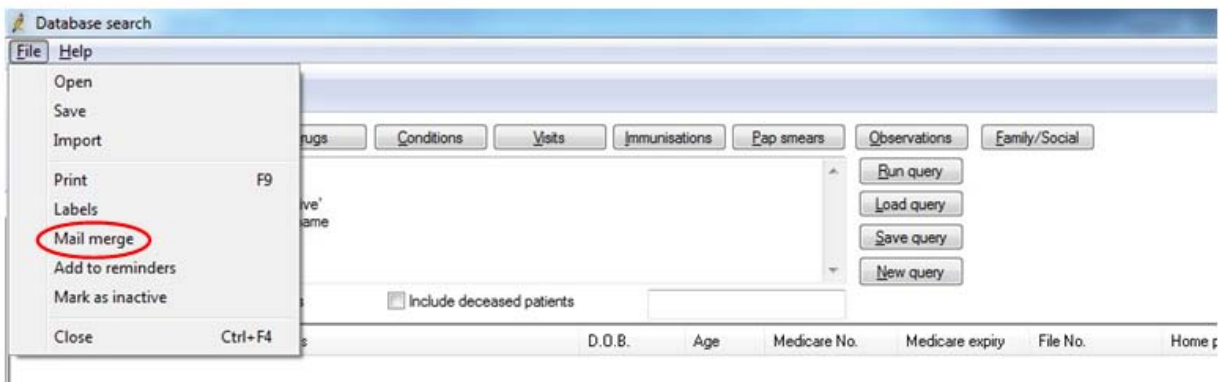 Database search
File Help
Open
Save
Import
Print F9
Labels
Mail merge
Add to reminders
Mark as inactive
Close Ctrl+F4
rugs Conditions Visits Immunisations Pap smears Observations Family/Social
ive'
ame
Run query
Load query
Save query
New query
s Include deceased patients
s D.O.B. Age Medicare No. Medicare expiry File No. Home p